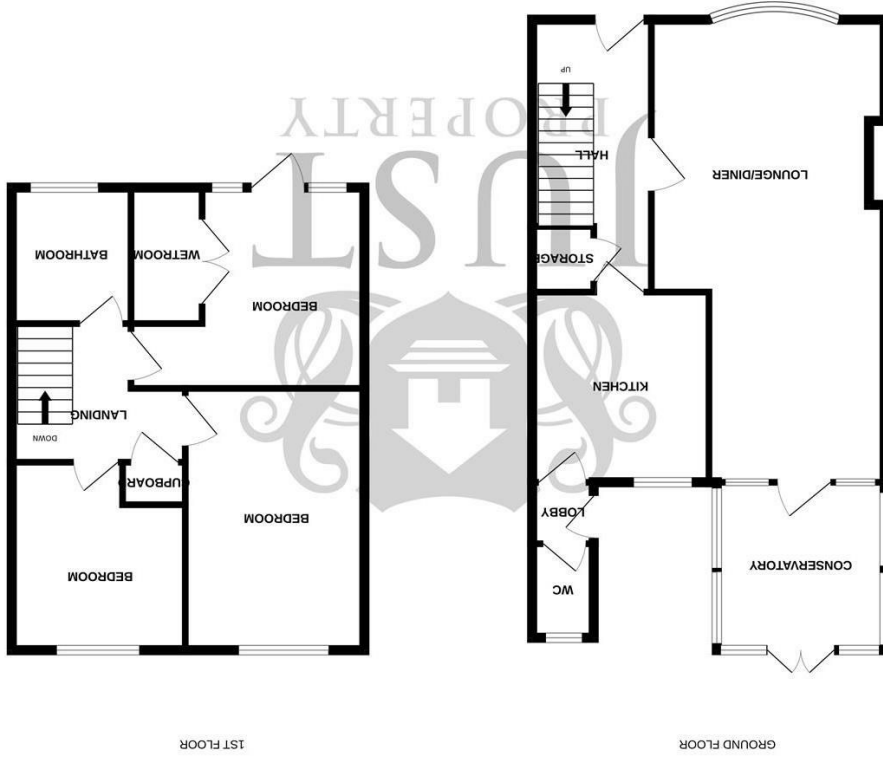 GROUND FLOOR
CONSERVATORY
WC
LOBBY
KITCHEN
LOUNGE/DINER
STORAGE
HALL
UP
1ST FLOOR
BEDROOM
BEDROOM
CUPBOARD
DOWN
LANDING
BEDROOM
WETROOM
BATHROOM
JUST
PROPERTY